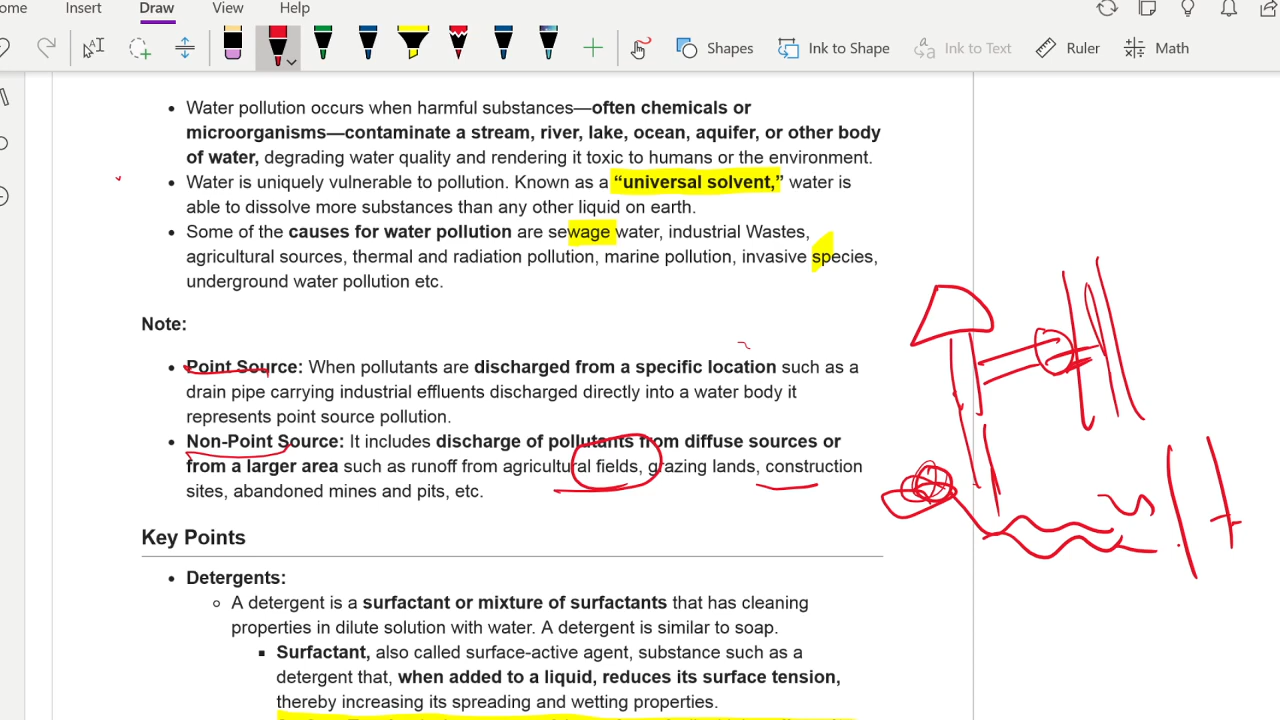 ome Insert Draw View Help
Shapes Ink to Shape Ink to Text Ruler Math
• Water pollution occurs when harmful substances—often chemicals or
microorganisms—contaminate a stream, river, lake, ocean, aquifer, or other body
of water, degrading water quality and rendering it toxic to humans or the environment.
• Water is uniquely vulnerable to pollution. Known as a “universal solvent,” water is
able to dissolve more substances than any other liquid on earth.
• Some of the causes for water pollution are sewage water, industrial Wastes,
agricultural sources, thermal and radiation pollution, marine pollution, invasive species,
underground water pollution etc.
Note:
• Point Source: When pollutants are discharged from a specific location such as a
drain pipe carrying industrial effluents discharged directly into a water body it
represents point source pollution.
• Non-Point Source: It includes discharge of pollutants from diffuse sources or
from a larger area such as runoff from agricultural fields, grazing lands, construction
sites, abandoned mines and pits, etc.
Key Points
• Detergents:
○ A detergent is a surfactant or mixture of surfactants that has cleaning
properties in dilute solution with water. A detergent is similar to soap.
▪ Surfactant, also called surface-active agent, substance such as a
detergent that, when added to a liquid, reduces its surface tension,
thereby increasing its spreading and wetting properties.